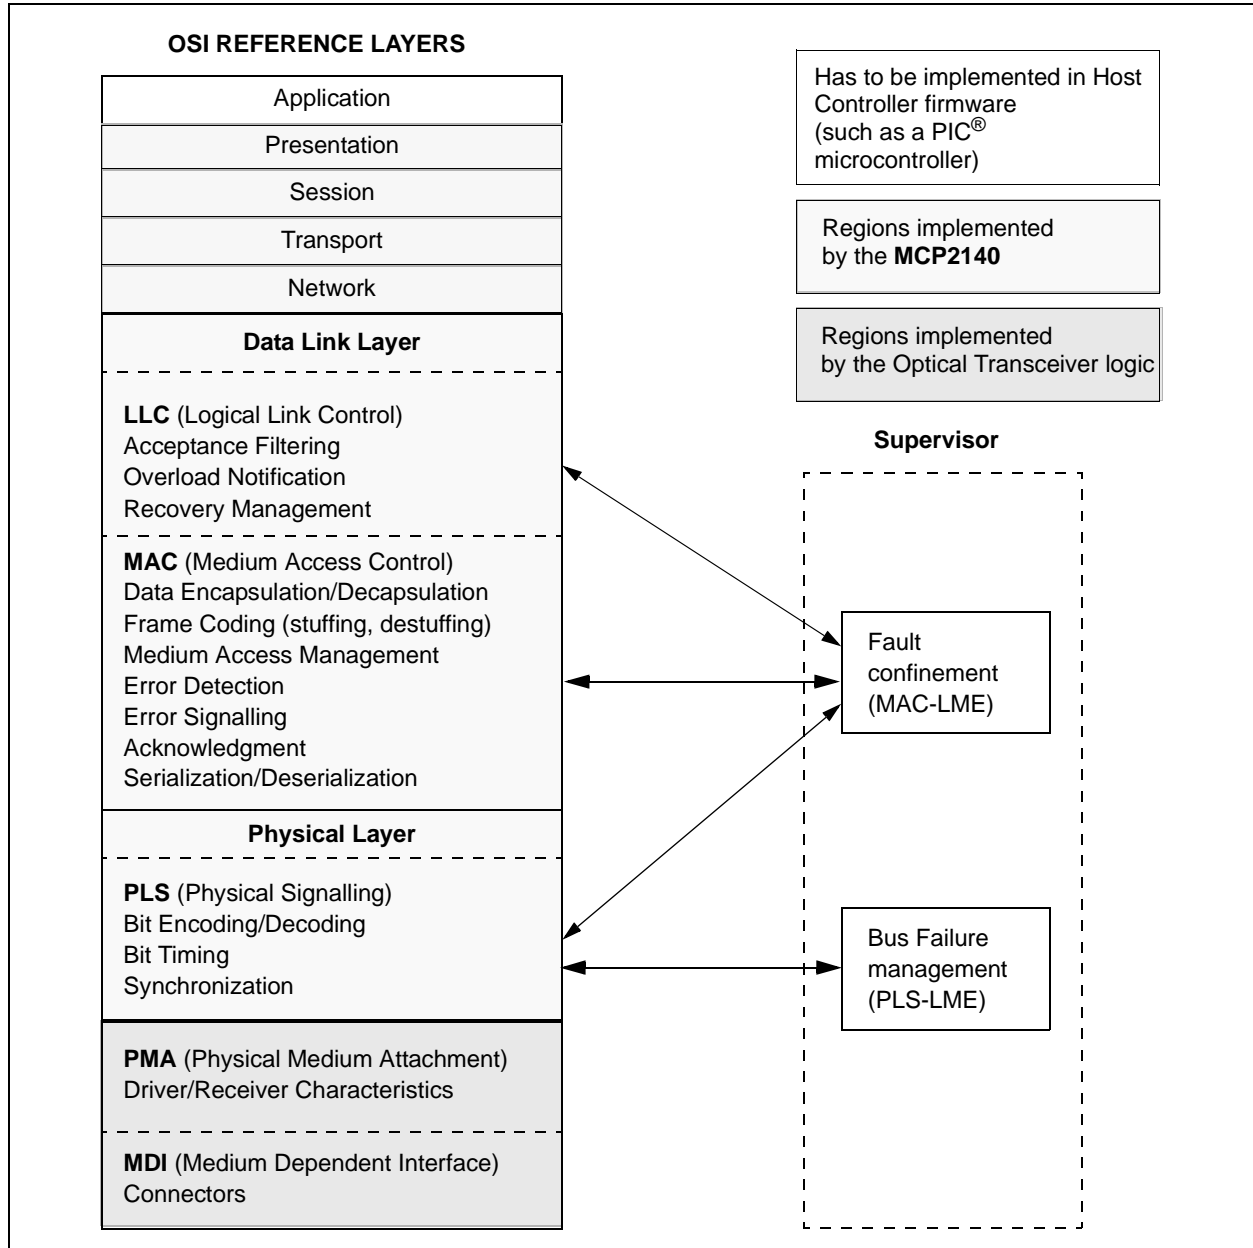 OSI REFERENCE LAYERS
Application
Presentation
Session
Transport
Network
Data Link Layer
LLC (Logical Link Control)
Acceptance Filtering
Overload Notification
Recovery Management
MAC (Medium Access Control)
Data Encapsulation/Decapsulation
Frame Coding (stuffing, destuffing)
Medium Access Management
Error Detection
Error Signalling
Acknowledgment
Serialization/Deserialization
Physical Layer
PLS (Physical Signalling)
Bit Encoding/Decoding
Bit Timing
Synchronization
PMA (Physical Medium Attachment)
Driver/Receiver Characteristics
MDI (Medium Dependent Interface)
Connectors
Has to be implemented in Host
Controller firmware
(such as a PIC®
microcontroller)
Regions implemented
by the MCP2140
Regions implemented
by the Optical Transceiver logic
Supervisor
Fault
confinement
(MAC-LME)
Bus Failure
management
(PLS-LME)